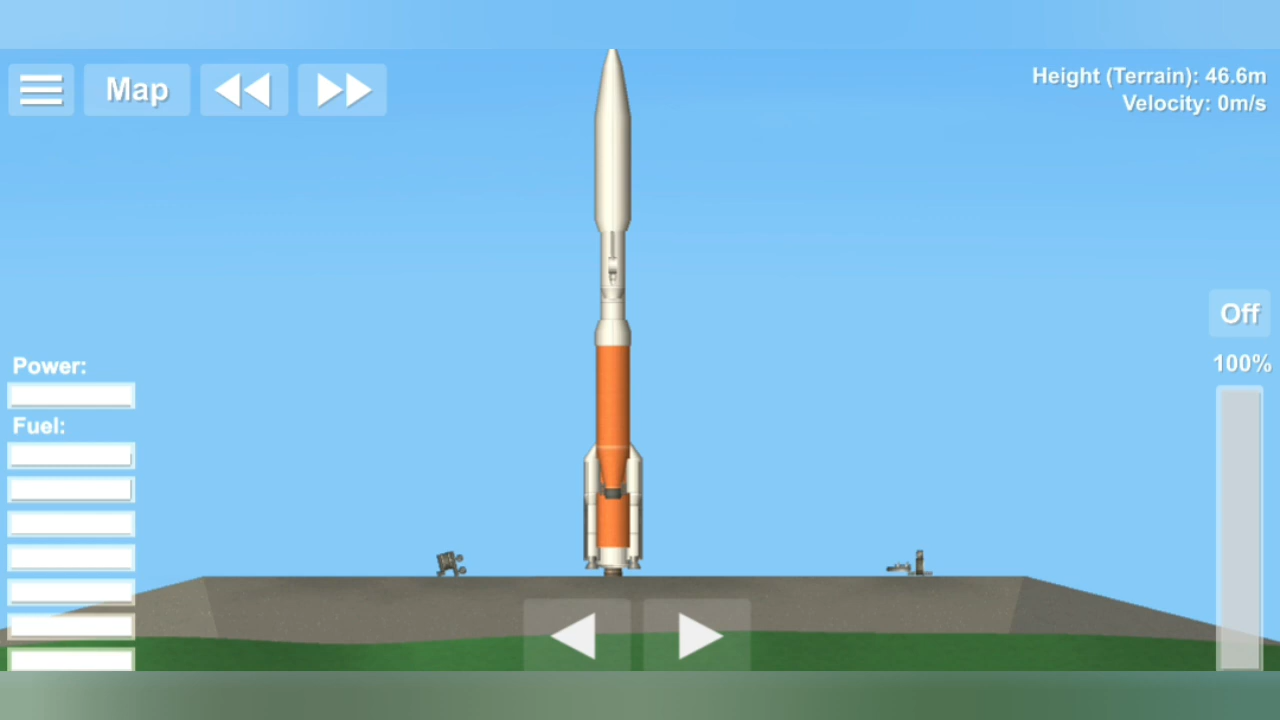 Map
Height (Terrain): 46.6m
Velocity: 0m/s
Off
100%
Power:
Fuel: